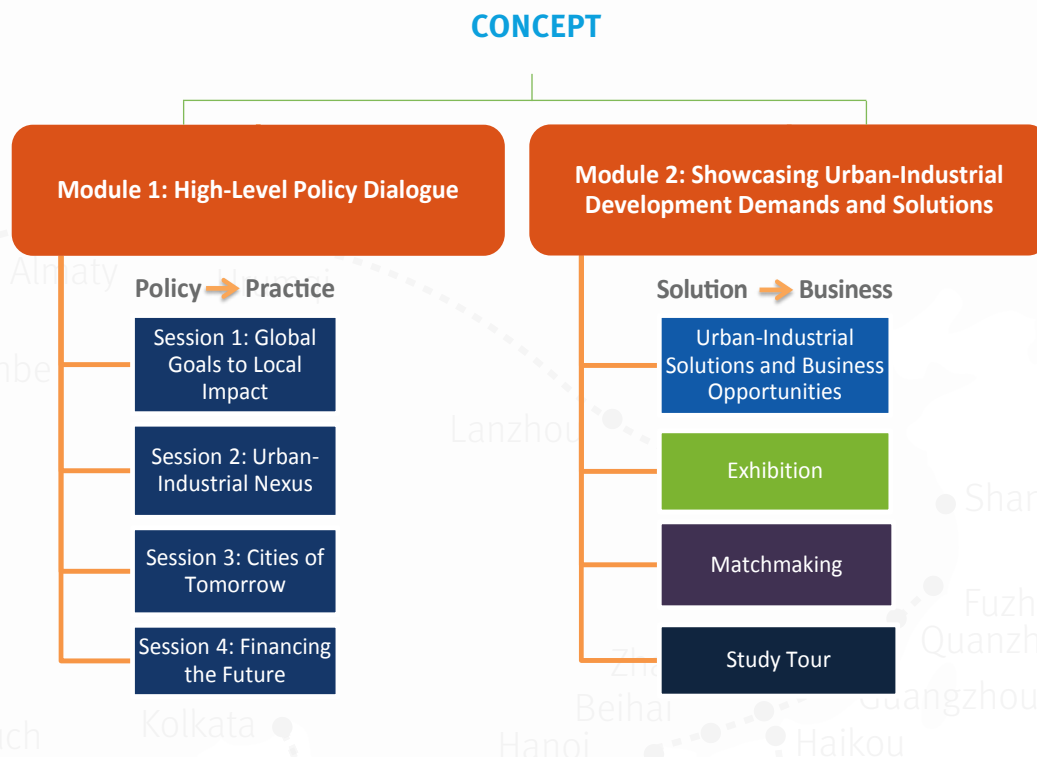 CONCEPT
Module 1: High-Level Policy Dialogue
Module 2: Showcasing Urban-Industrial
Development Demands and Solutions
Policy Practice
Session 1: Global
Goals to Local
Impact
Session 2: Urban-
Industrial Nexus
Session 3: Cities of
Tomorrow
Session 4: Financing
the Future
Solution Business
Urban-Industrial
Solutions and Business
Opportunities
Exhibition
Matchmaking
Study Tour
Almaty
Urumqi
Lanzhou
Beihai
Guangzhou
Kolkata
Hanoi
Haikou